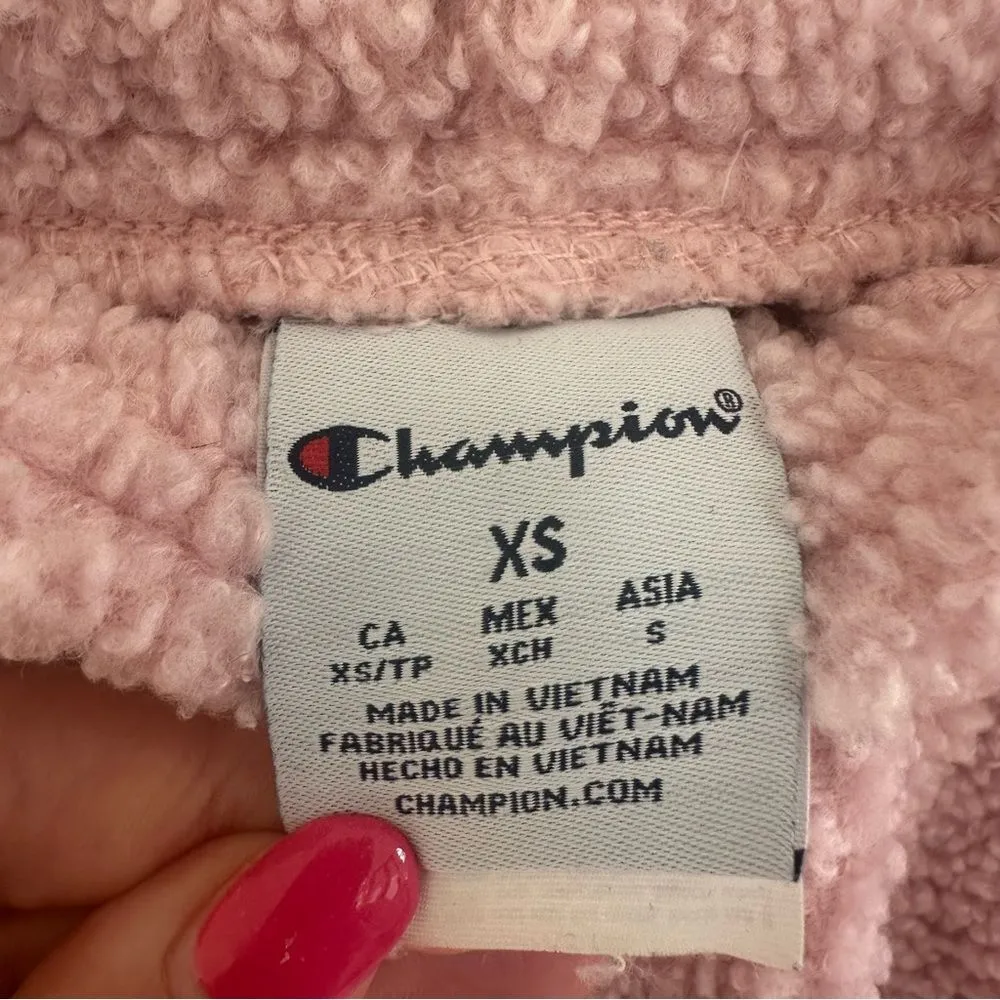 Champion®
XS
CA MEX ASIA
XS/TP XCH S
MADE IN VIETNAM
FABRIQUÉ AU VIÊT-NAM
HECHO EN VIETNAM
CHAMPION.COM